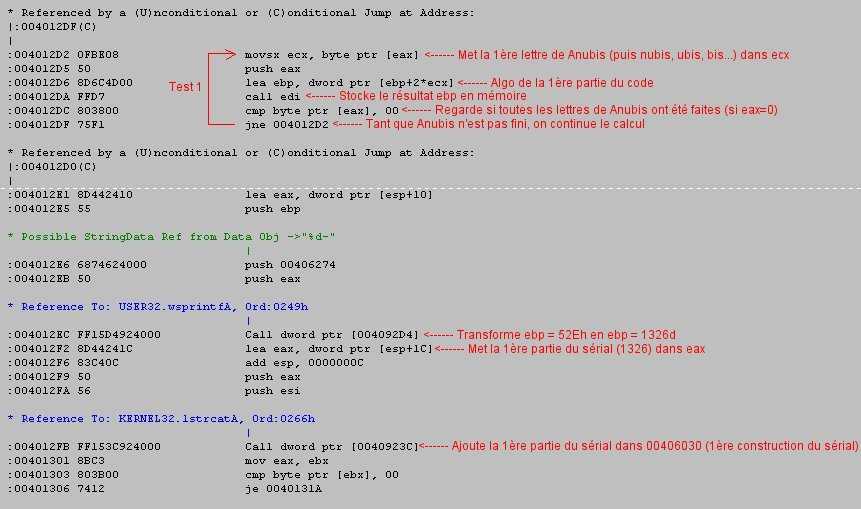 * Referenced by a (U)nconditional or (C)onditional Jump at Address:
|:004012DF(C)
|
:004012D2 0FBE08 movsx ecx, byte ptr [eax] <------ Met la 1ère lettre de Anubis (puis nubis, ubis, bis...) dans ecx
:004012D5 50 push eax
:004012D6 8D6C4D00 lea ebp, dword ptr [ebp+2*ecx] <------ Algo de la 1ère partie du code
Test 1
:004012DA FFD7 call edi <------ Stocke le résultat ebp en mémoire
:004012DC 803800 cmp byte ptr [eax], 00 <------ Regarde si toutes les lettres de Anubis ont été faites (si eax=0)
:004012DF 75F1 jne 004012D2 <------ Tant que Anubis n'est pas fini, on continue le calcul
* Referenced by a (U)nconditional or (C)onditional Jump at Address:
|:004012D0(C)
|
:004012E1 8D442410 lea eax, dword ptr [esp+10]
:004012E5 55 push ebp
* Possible StringData Ref from Data Obj ->"%d-"
|
:004012E6 6874624000 push 00406274
:004012EB 50 push eax
* Reference To: USER32.wsprintfA, Ord:0249h
|
:004012EC FF15D4924000 Call dword ptr [004092D4] <------ Transforme ebp = 52Eh en ebp = 1326d
:004012F2 8D44241C lea eax, dword ptr [esp+1C] <------ Met la 1ère partie du sérial (1326) dans eax
:004012F6 83C40C add esp, 0000000C
:004012F9 50 push eax
:004012FA 56 push esi
* Reference To: KERNEL32.lstrcatA, Ord:0266h
|
:004012FB FF153C924000 Call dword ptr [0040923C] <------ Ajoute la 1ère partie du sérial dans 00406030 (1ère construction du sérial)
:00401301 8BC3 mov eax, ebx
:00401303 803B00 cmp byte ptr [ebx], 00
:00401306 7412 je 0040131A